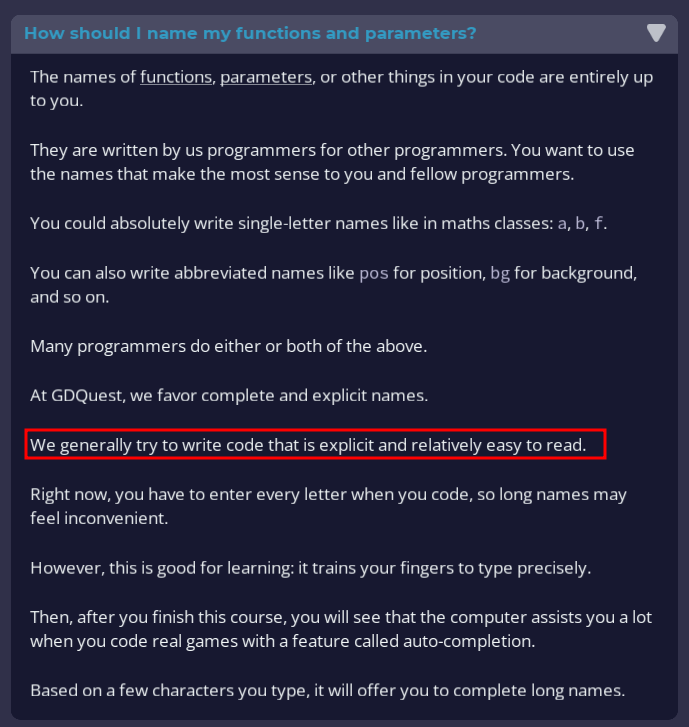 How should I name my functions and parameters?
The names of functions, parameters, or other things in your code are entirely up
to you.
They are written by us programmers for other programmers. You want to use
the names that make the most sense to you and fellow programmers.
You could absolutely write single-letter names like in maths classes: a, b, f.
You can also write abbreviated names like pos for position, bg for background,
and so on.
Many programmers do either or both of the above.
At GDQuest, we favor complete and explicit names.
We generally try to write code that is explicit and relatively easy to read.
Right now, you have to enter every letter when you code, so long names may
feel inconvenient.
However, this is good for learning: it trains your fingers to type precisely.
Then, after you finish this course, you will see that the computer assists you a lot
when you code real games with a feature called auto-completion.
Based on a few characters you type, it will offer you to complete long names.